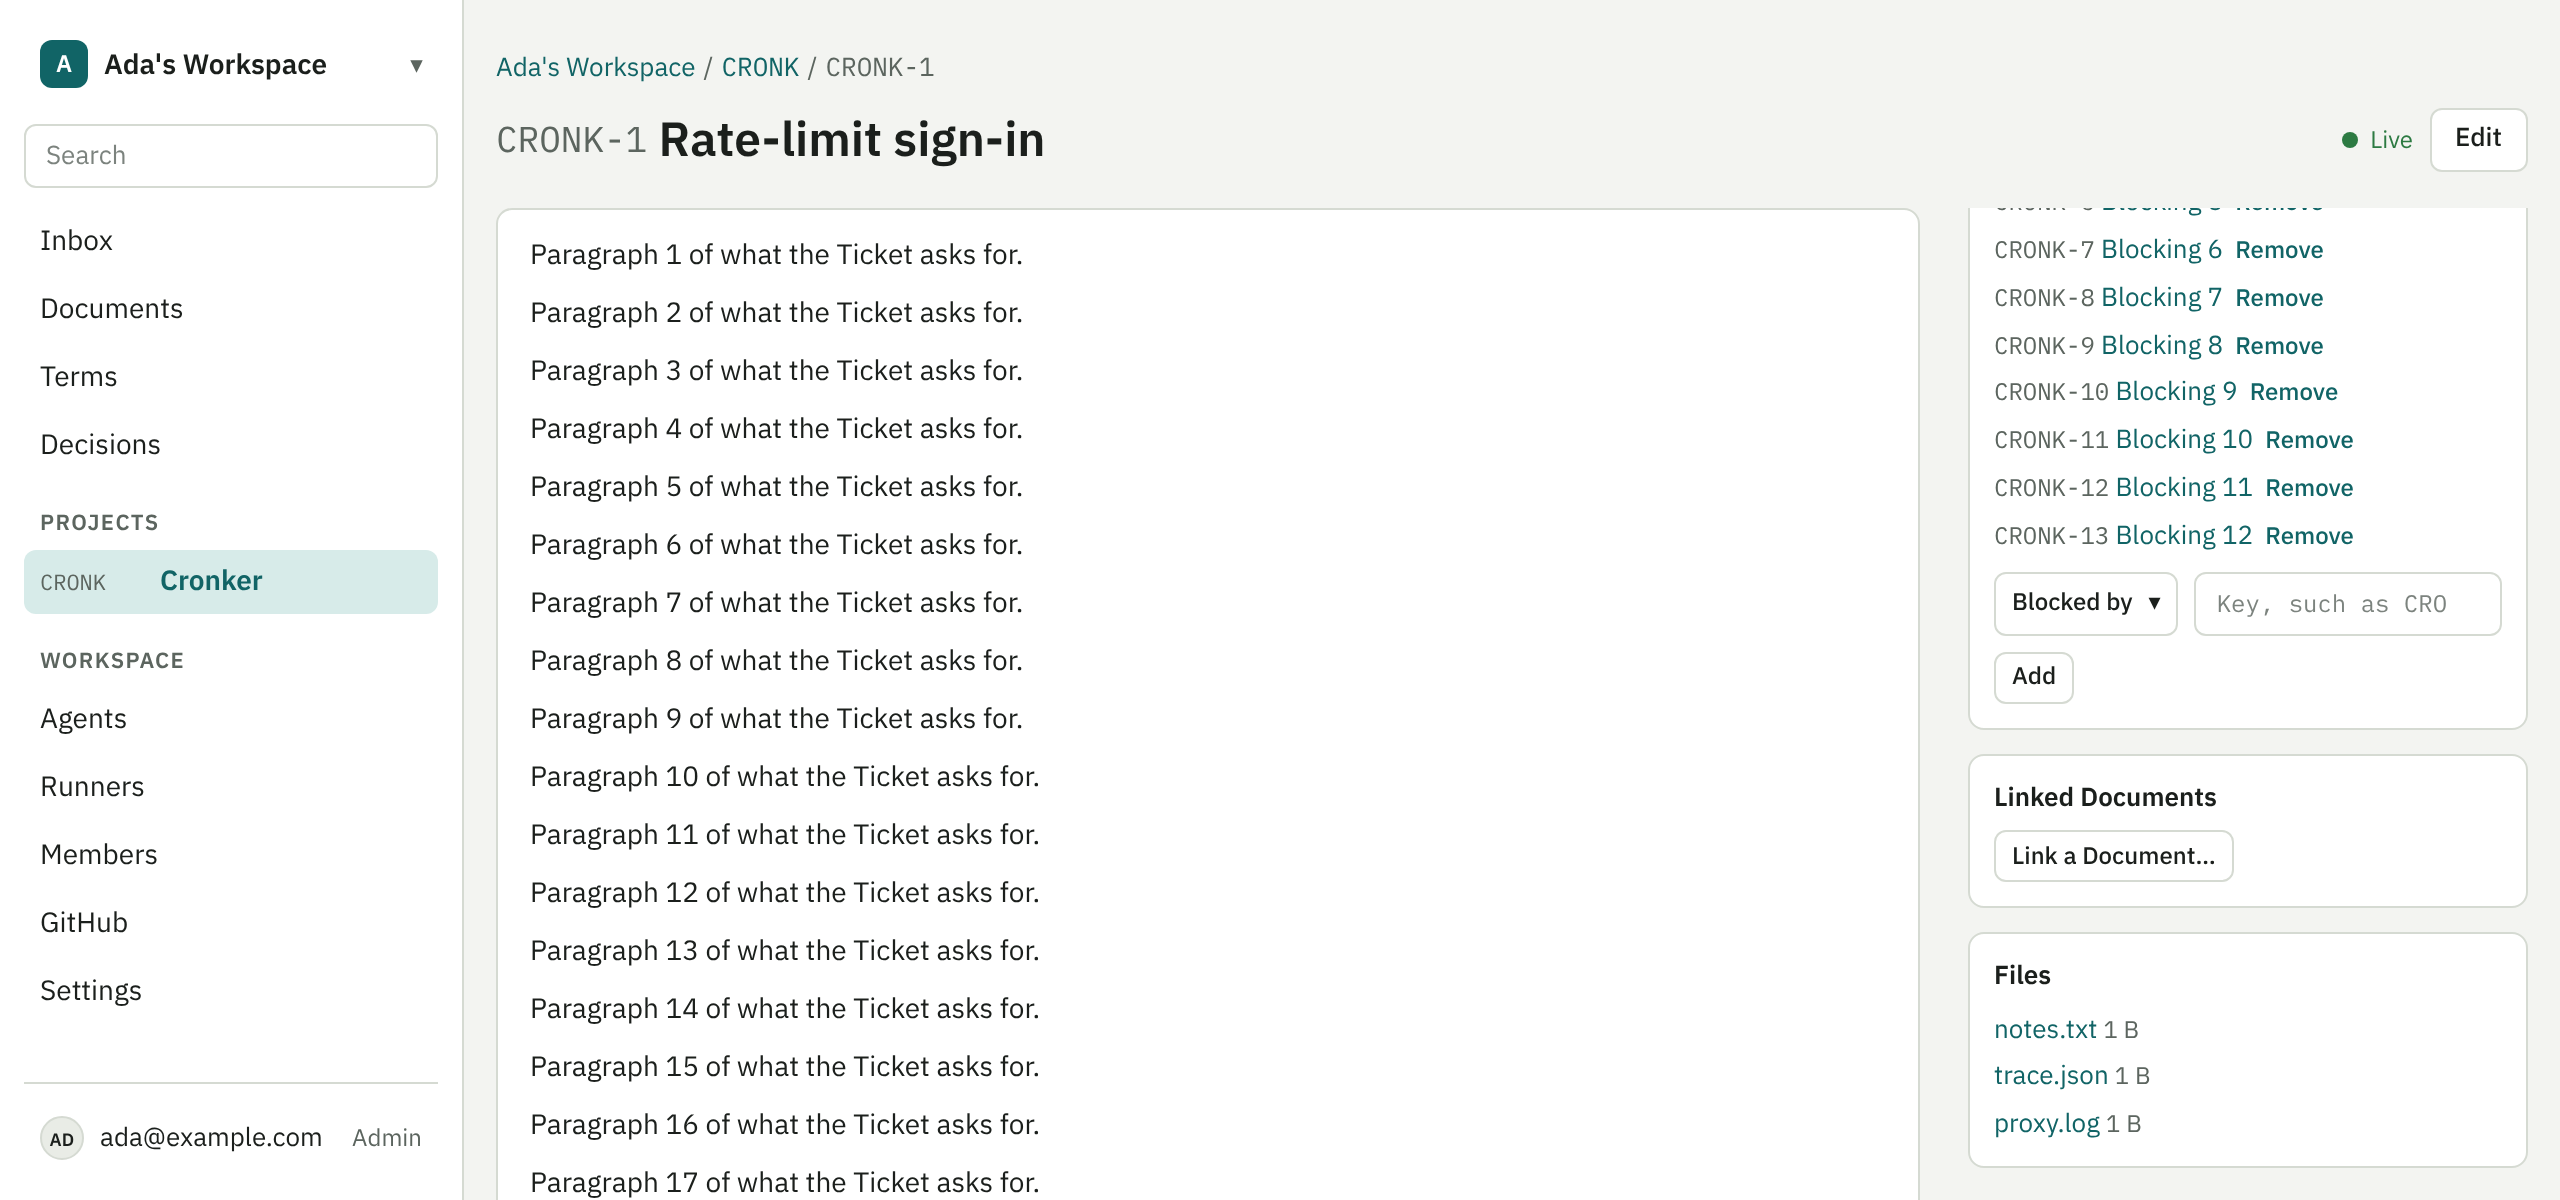 A Ada's Workspace ▼
Search
Inbox
Documents
Terms
Decisions
PROJECTS
CRONK Cronker
WORKSPACE
Agents
Runners
Members
GitHub
Settings
AD ada@example.com Admin
Ada's Workspace / CRONK / CRONK-1
CRONK-1 Rate-limit sign-in
Live
Edit
Paragraph 1 of what the Ticket asks for.
Paragraph 2 of what the Ticket asks for.
Paragraph 3 of what the Ticket asks for.
Paragraph 4 of what the Ticket asks for.
Paragraph 5 of what the Ticket asks for.
Paragraph 6 of what the Ticket asks for.
Paragraph 7 of what the Ticket asks for.
Paragraph 8 of what the Ticket asks for.
Paragraph 9 of what the Ticket asks for.
Paragraph 10 of what the Ticket asks for.
Paragraph 11 of what the Ticket asks for.
Paragraph 12 of what the Ticket asks for.
Paragraph 13 of what the Ticket asks for.
Paragraph 14 of what the Ticket asks for.
Paragraph 15 of what the Ticket asks for.
Paragraph 16 of what the Ticket asks for.
Paragraph 17 of what the Ticket asks for.
CRONK-7 Blocking 6 Remove
CRONK-8 Blocking 7 Remove
CRONK-9 Blocking 8 Remove
CRONK-10 Blocking 9 Remove
CRONK-11 Blocking 10 Remove
CRONK-12 Blocking 11 Remove
CRONK-13 Blocking 12 Remove
Blocked by ▼ Key, such as CRO
Add
Linked Documents
Link a Document...
Files
notes.txt 1 B
trace.json 1 B
proxy.log 1 B